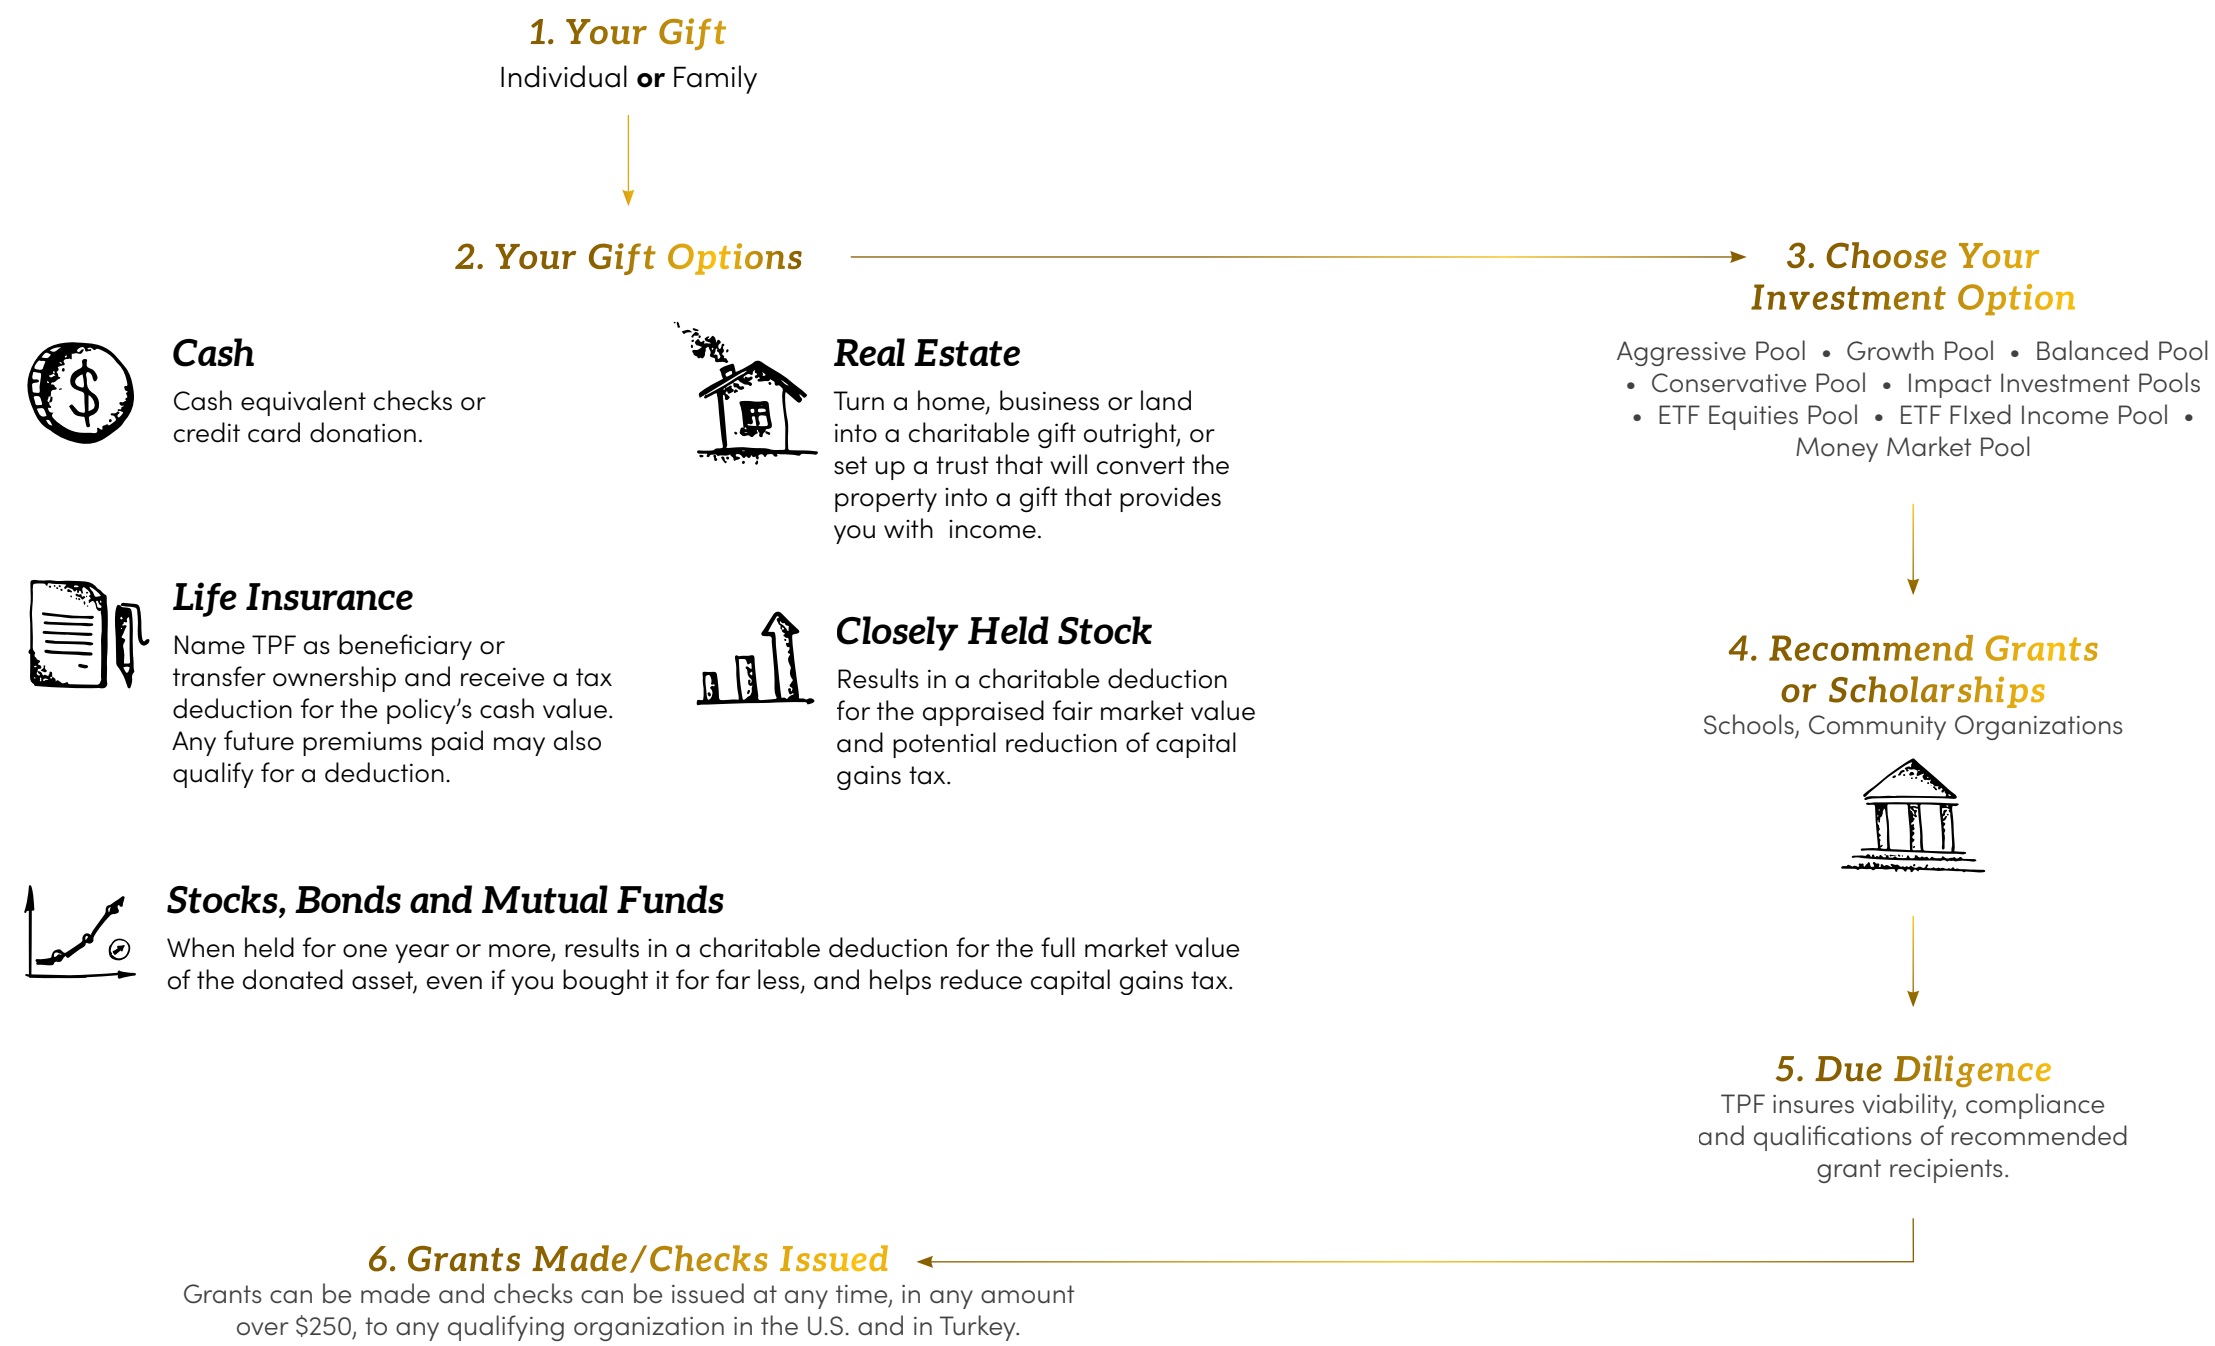 1. Your Gift
Individual or Family
2. Your Gift Options
Cash
Cash equivalent checks or
credit card donation.
Real Estate
Turn a home, business or land
into a charitable gift outright, or
set up a trust that will convert the
property into a gift that provides
you with income.
Life Insurance
Name TPF as beneficiary or
transfer ownership and receive a tax
deduction for the policy's cash value.
Any future premiums paid may also
qualify for a deduction.
Closely Held Stock
Results in a charitable deduction
for the appraised fair market value
and potential reduction of capital
gains tax.
Stocks, Bonds and Mutual Funds
When held for one year or more, results in a charitable deduction for the full market value
of the donated asset, even if you bought it for far less, and helps reduce capital gains tax.
3. Choose Your
Investment Option
Aggressive Pool • Growth Pool • Balanced Pool
• Conservative Pool • Impact Investment Pools
• ETF Equities Pool • ETF FIxed Income Pool •
Money Market Pool
4. Recommend Grants
or Scholarships
Schools, Community Organizations
5. Due Diligence
TPF insures viability, compliance
and qualifications of recommended
grant recipients.
6. Grants Made/Checks Issued
Grants can be made and checks can be issued at any time, in any amount
over $250, to any qualifying organization in the U.S. and in Turkey.